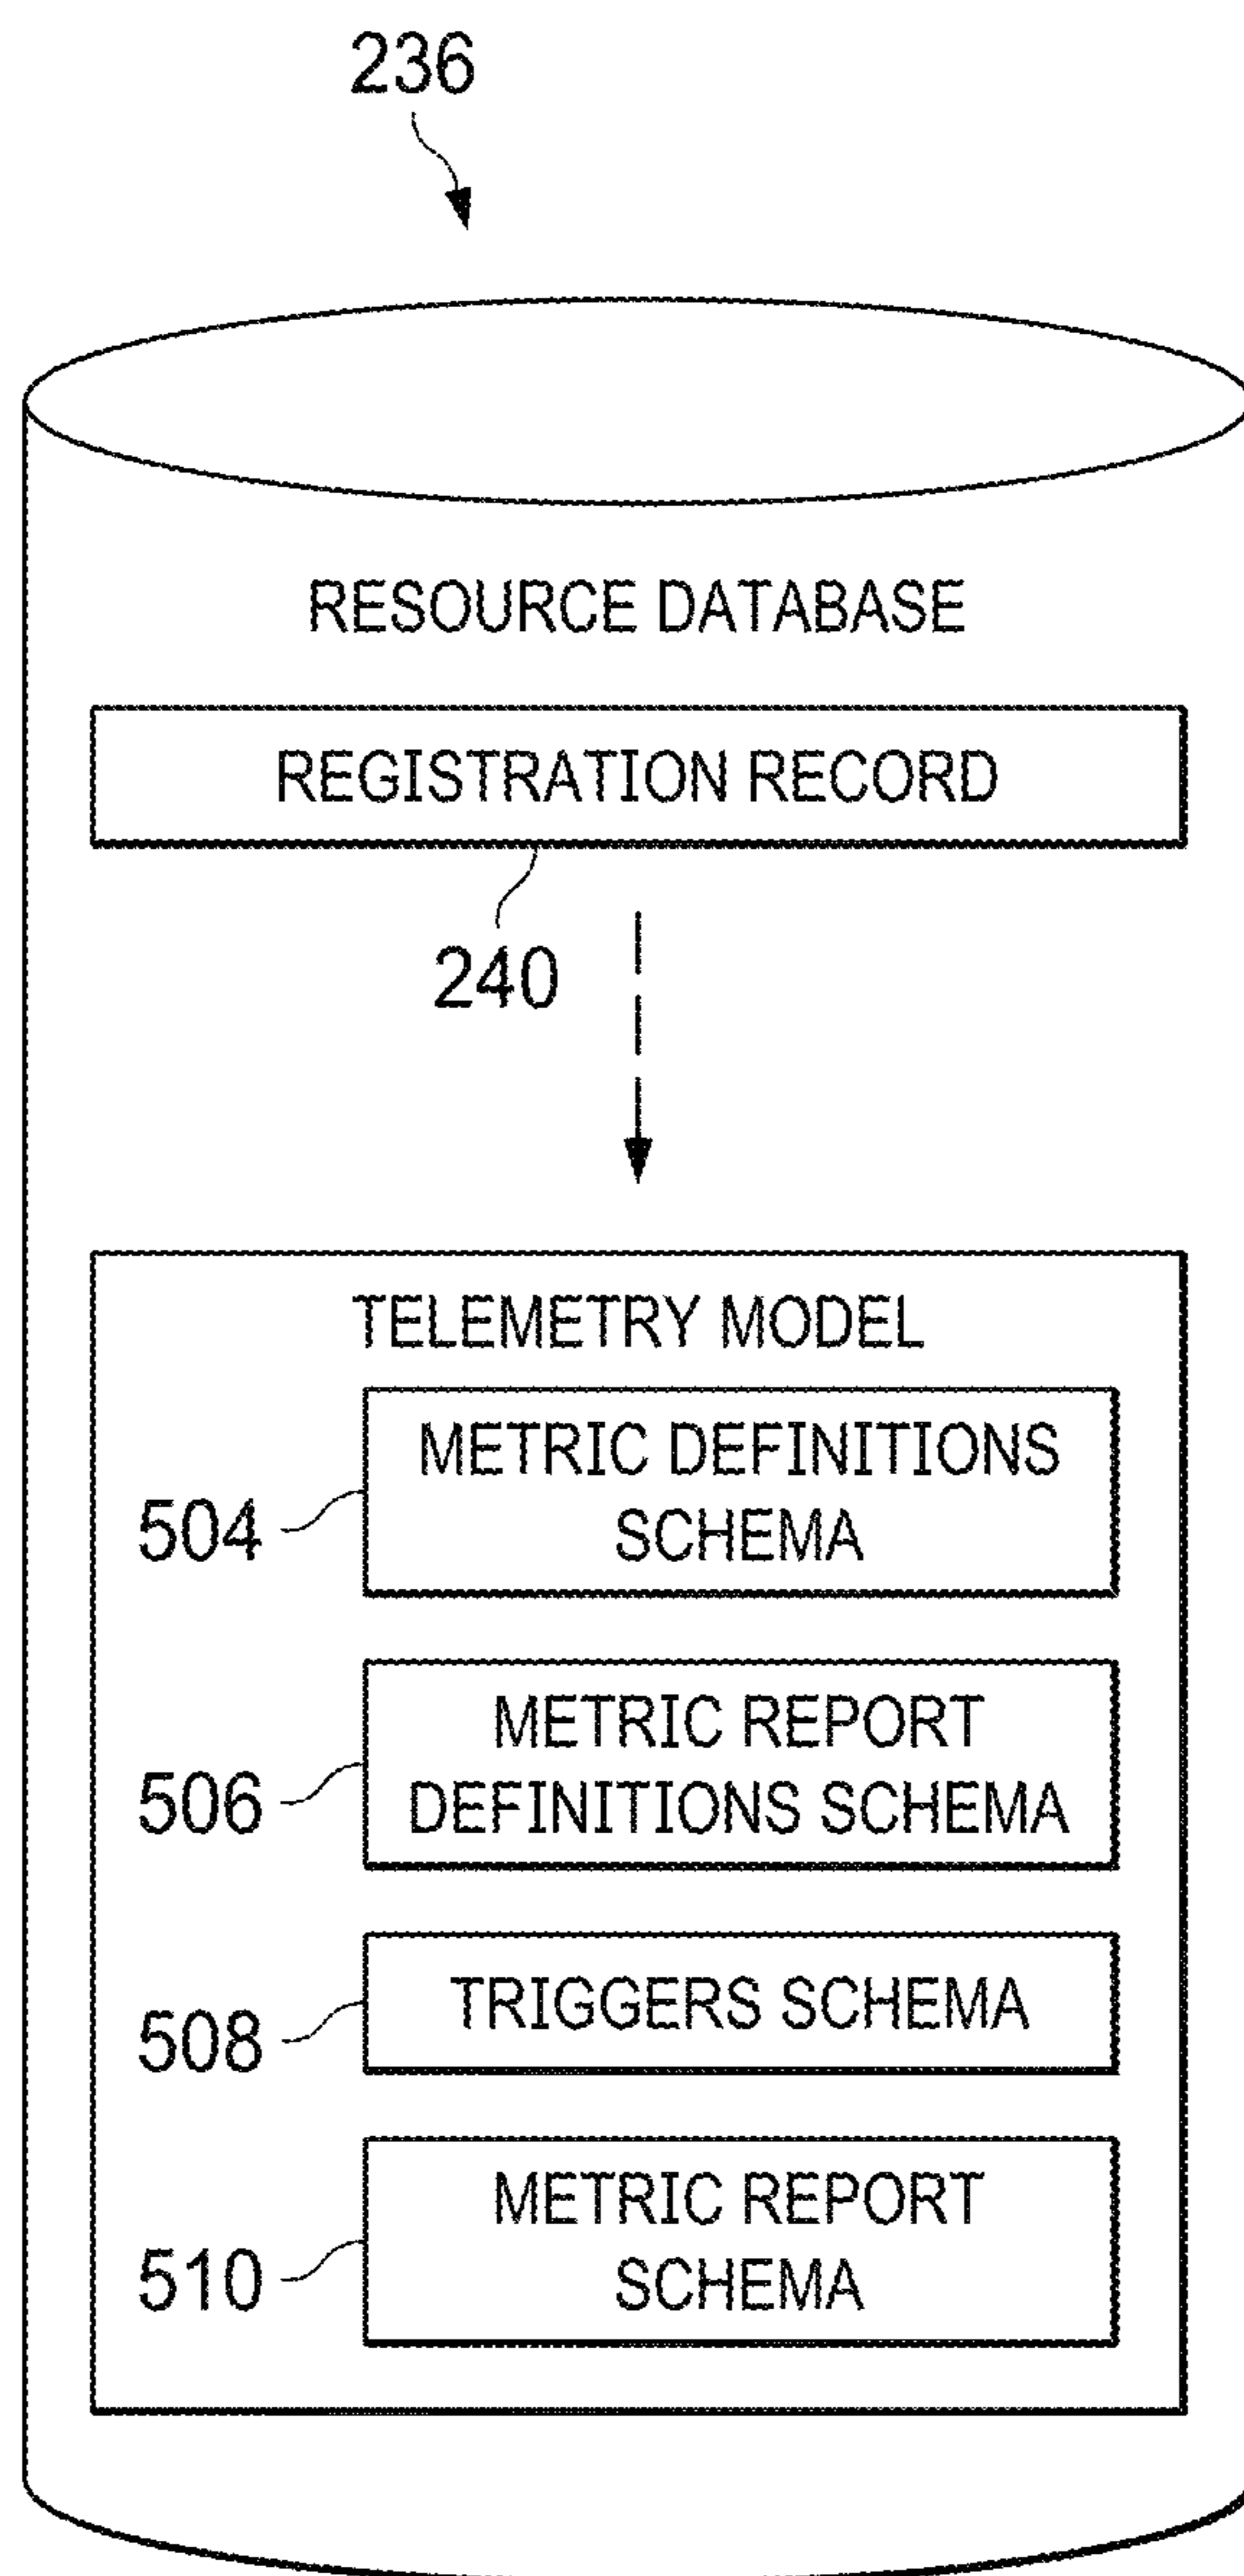 236
RESOURCE DATABASE
REGISTRATION RECORD
240
TELEMETRY MODEL
METRIC DEFINITIONS
SCHEMA
504
METRIC REPORT
DEFINITIONS SCHEMA
506
TRIGGERS SCHEMA
508
METRIC REPORT
SCHEMA
510